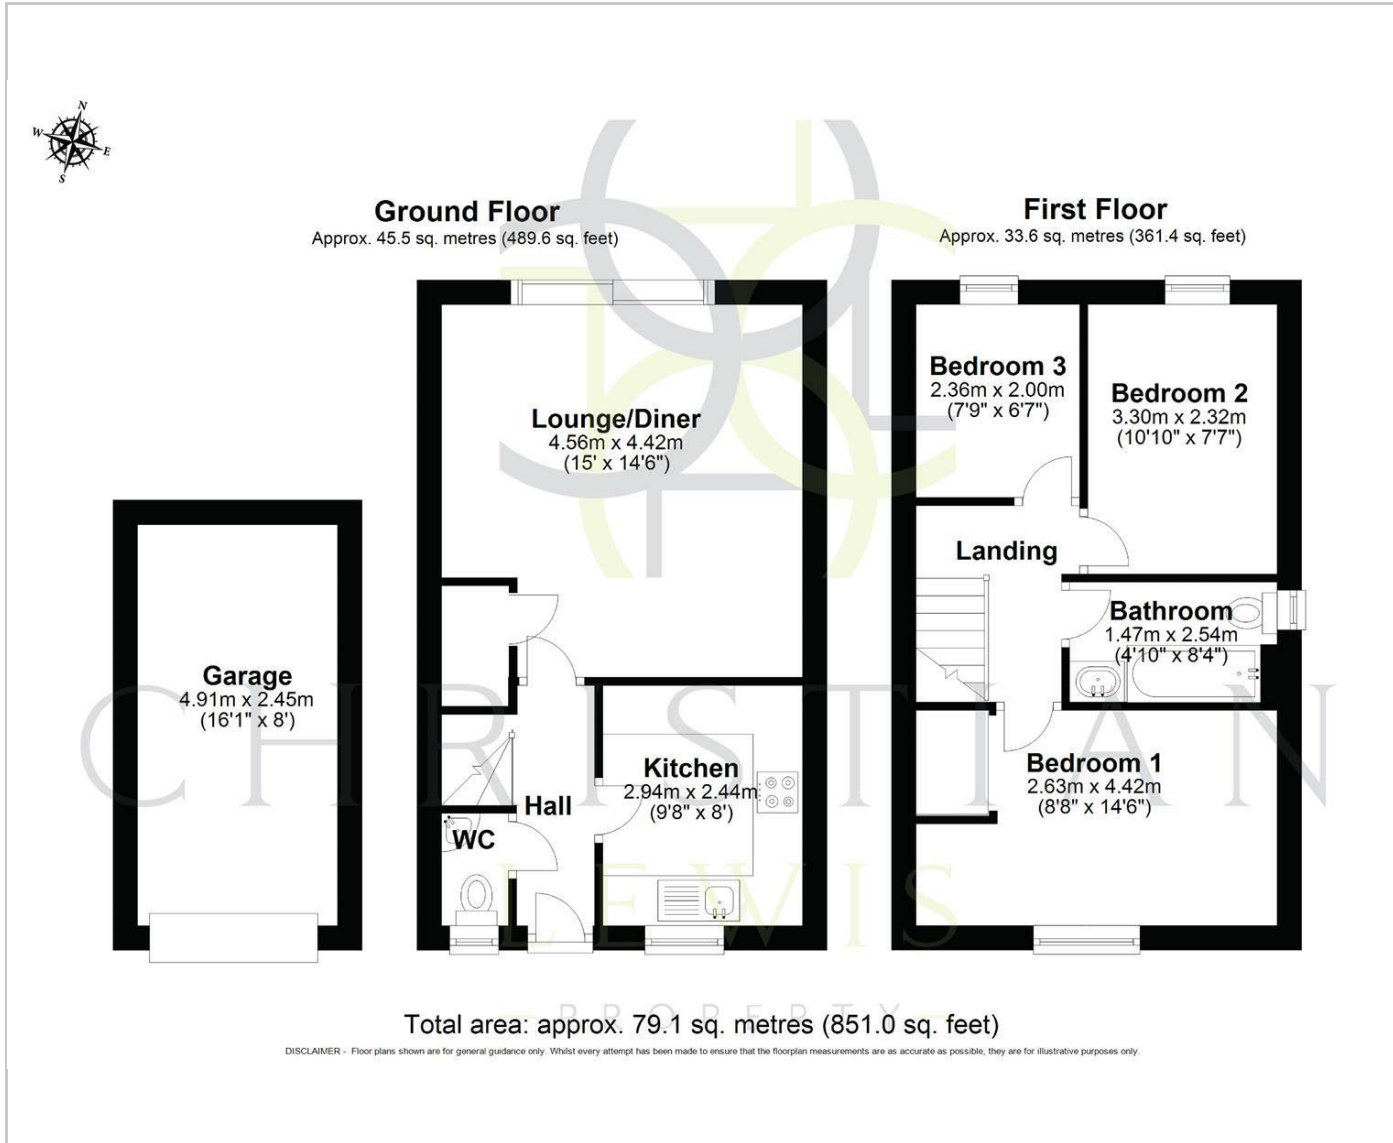 N
W
E
S
Ground Floor
Approx. 45.5 sq. metres (489.6 sq. feet)
Lounge/Diner
4.56m x 4.42m
(15' x 14'6")
Garage
4.91m x 2.45m
(16'1" x 8')
Kitchen
2.94m x 2.44m
(9'8" x 8')
Hall
WC
First Floor
Approx. 33.6 sq. metres (361.4 sq. feet)
Bedroom 3
2.36m x 2.00m
(7'9" x 6'7")
Bedroom 2
3.30m x 2.32m
(10'10" x 7'7")
Landing
Bathroom
1.47m x 2.54m
(4'10" x 8'4")
Bedroom 1
2.63m x 4.42m
(8'8" x 14'6")
CHRISTIAN
LEWIS
PROPERTY
Total area: approx. 79.1 sq. metres (851.0 sq. feet)
DISCLAIMER - Floor plans shown are for general guidance only. Whilst every attempt has been made to ensure that the floorplan measurements are as accurate as possible, they are for illustrative purposes only.